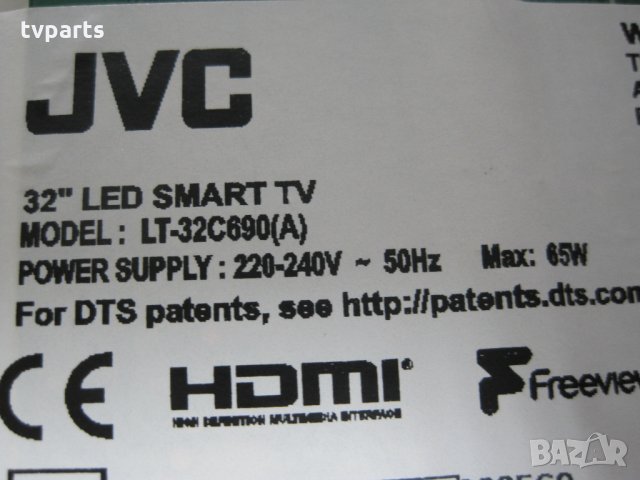 tvparts
JVC
32" LED SMART TV
MODEL : LT-32C690(A)
POWER SUPPLY : 220-240V ~ 50Hz Max: 65W
For DTS patents, see http://patents.dts.com
CE
HDMI®
HIGH DEFINITION MULTIMEDIA INTERFACE
Freeview
BAZAR